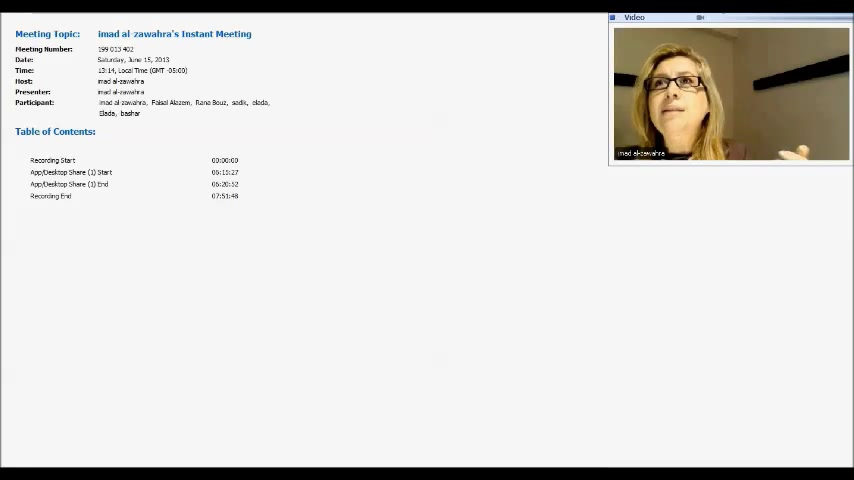 Video
Meeting Topic: imad al-zawahra's Instant Meeting
Meeting Number: 199 013 402
Date: Saturday, June 15, 2013
Time: 13:14, Local Time (GMT -05:00)
Host: imad al-zawahra
Presenter: imad al-zawahra
Participant: imad al-zawahra, Faisal Alazem, Rana Bouz, sadik, elada,
Elada, bashar
Table of Contents:
Recording Start 00:00:00
App/Desktop Share (1) Start 06:15:27
App/Desktop Share (1) End 06:20:52
Recording End 07:51:48
imad al-zawahra